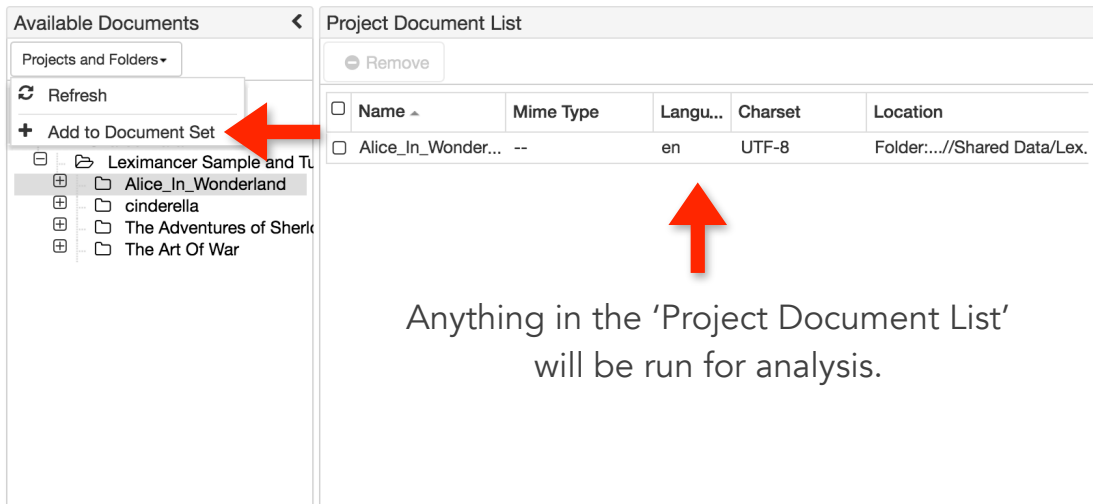 Available Documents
Projects and Folders
Refresh
Add to Document Set
Leximancer Sample and Tu
Alice_In_Wonderland
cinderella
The Adventures of Sherl
The Art Of War
Project Document List
Remove
Name Mime Type Langu... Charset Location
Alice_In_Wonder... -- en UTF-8 Folder:...//Shared Data/Lex.
Anything in the ‘Project Document List’
will be run for analysis.